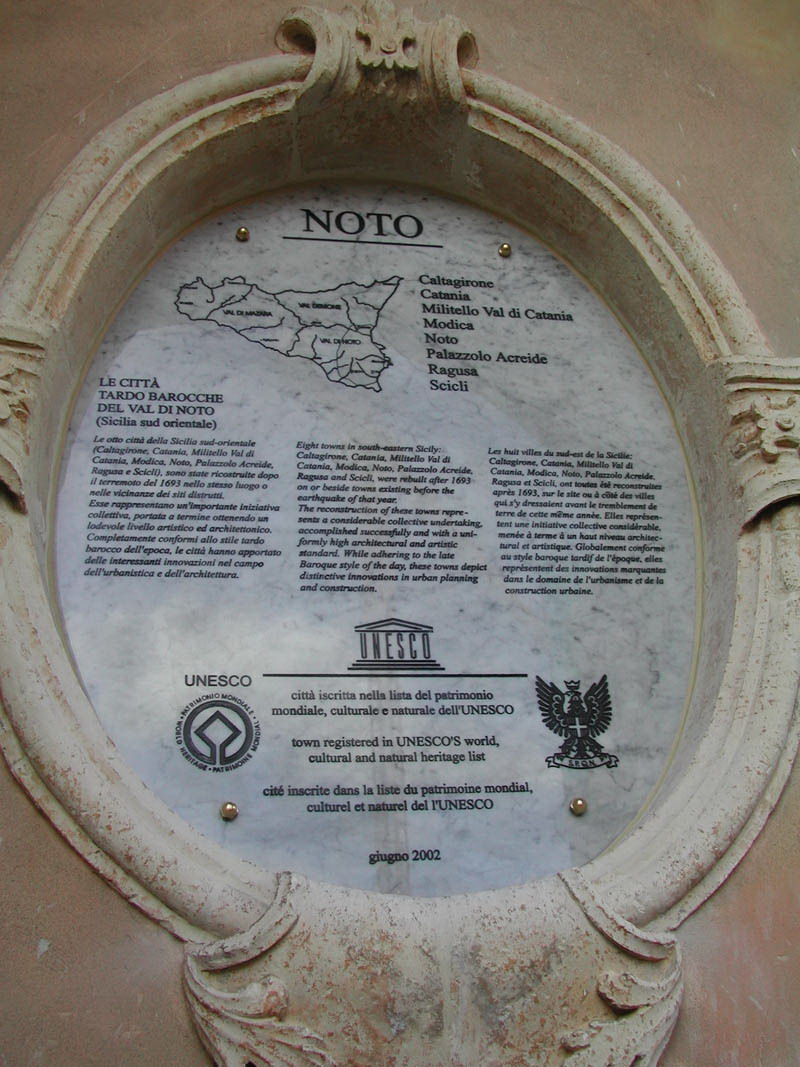 NOTO
VAL DI MAZARA
VAL DEMONE
VAL DI NOTO
Caltagirone
Catania
Militello Val di Catania
Modica
Noto
Palazzolo Acreide
Ragusa
Scicli
LE CITTÀ
TARDO BAROCCHE
DEL VAL DI NOTO
(Sicilia sud orientale)
Le otto città della Sicilia sud-orientale
(Caltagirone, Catania, Militello Val di
Catania, Modica, Noto, Palazzolo Acreide,
Ragusa e Scicli), sono state ricostruite dopo
il terremoto del 1693 nello stesso luogo o
nelle vicinanze dei siti distrutti.
Esse rappresentano un'importante iniziativa
collettiva, portata a termine ottenendo un
lodevole livello artistico ed architettonico.
Completamente conformi allo stile tardo
barocco dell'epoca, le città hanno apportato
delle interessanti innovazioni nel campo
dell'urbanistica e dell'architettura.
Eight towns in south-eastern Sicily:
Caltagirone, Catania, Militello Val di
Catania, Modica, Noto, Palazzolo Acreide,
Ragusa and Scicli, were rebuilt after 1693
on or beside towns existing before the
earthquake of that year.
The reconstruction of these towns repre-
sents a considerable collective undertaking,
accomplished successfully and with a uni-
formly high architectural and artistic
standard. While adhering to the late
Baroque style of the day, these towns depict
distinctive innovations in urban planning
and construction.
Les huit villes du sud-est de la Sicilie:
Caltagirone, Catania, Militello Val di
Catania, Modica, Noto, Palazzolo Acreide,
Ragusa et Scicli, ont toutes été reconstruites
après 1693, sur le site ou à côté des villes
qui s'y dressaient avant le tremblement de
terre de cette même année. Elles représen-
tent une initiative collective considérable,
menée à terme à un haut niveau architec-
tural et artistique. Globalement conforme
au style baroque tardif de l'époque, elles
représentent des innovations marquantes
dans le domaine de l'urbanisme et de la
construction urbaine.
UNESCO
UNESCO
PATRIMONIO MONDIALE · WORLD HERITAGE · PATRIMOINE MONDIAL
città iscritta nella lista del patrimonio
mondiale, culturale e naturale dell'UNESCO
town registered in UNESCO'S world,
cultural and natural heritage list
cité inscrite dans la liste du patrimoine mondial,
culturel et naturel del l'UNESCO
S.P.Q.N.
giugno 2002